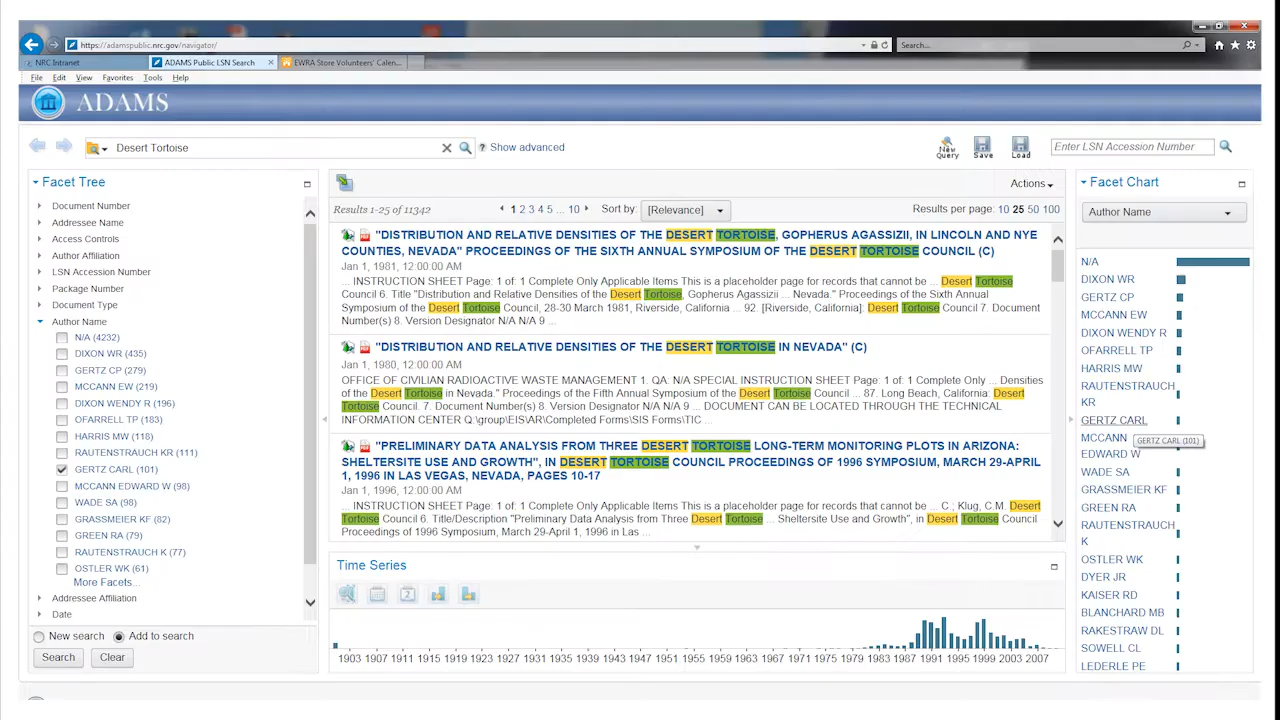 https://adamspublic.nrc.gov/navigator/
Search...
NRC Intranet
ADAMS Public LSN Search
EWRA Store Volunteers' Calen...
File Edit View Favorites Tools Help
ADAMS
Desert Tortoise
? Show advanced
New Query
Save
Load
Enter LSN Accession Number
Facet Tree
Document Number
Addressee Name
Access Controls
Author Affiliation
LSN Accession Number
Package Number
Document Type
Author Name
N/A (4232)
DIXON WR (435)
GERTZ CP (279)
MCCANN EW (219)
DIXON WENDY R (196)
OFARRELL TP (183)
HARRIS MW (118)
RAUTENSTRAUCH KR (111)
GERTZ CARL (101)
MCCANN EDWARD W (98)
WADE SA (98)
GRASSMEIER KF (82)
GREEN RA (79)
RAUTENSTRAUCH K (77)
OSTLER WK (61)
More Facets...
Addressee Affiliation
Date
New search Add to search
Search Clear
Actions
Results 1-25 of 11342
1 2 3 4 5 ... 10
Sort by: [Relevance]
Results per page: 10 25 50 100
"DISTRIBUTION AND RELATIVE DENSITIES OF THE DESERT TORTOISE, GOPHERUS AGASSIZII, IN LINCOLN AND NYE
COUNTIES, NEVADA" PROCEEDINGS OF THE SIXTH ANNUAL SYMPOSIUM OF THE DESERT TORTOISE COUNCIL (C)
Jan 1, 1981, 12:00:00 AM
... INSTRUCTION SHEET Page: 1 of: 1 Complete Only Applicable Items This is a placeholder page for records that cannot be ... Desert Tortoise
Council 6. Title "Distribution and Relative Densities of the Desert Tortoise, Gopherus Agassizii ... Nevada." Proceedings of the Sixth Annual
Symposium of the Desert Tortoise Council, 28-30 March 1981, Riverside, California ... 92. [Riverside, California]: Desert Tortoise Council 7. Document
Number(s) 8. Version Designator N/A N/A 9 ...
"DISTRIBUTION AND RELATIVE DENSITIES OF THE DESERT TORTOISE IN NEVADA" (C)
Jan 1, 1980, 12:00:00 AM
OFFICE OF CIVILIAN RADIOACTIVE WASTE MANAGEMENT 1. QA: N/A SPECIAL INSTRUCTION SHEET Page: 1 of: 1 Complete Only ... Densities
of the Desert Tortoise in Nevada." Proceedings of the Fifth Annual Symposium of the Desert Tortoise Council ... 87. Long Beach, California: Desert
Tortoise Council. 7. Document Number(s) 8. Version Designator N/A N/A 9 ... DOCUMENT CAN BE LOCATED THROUGH THE TECHNICAL
INFORMATION CENTER Q:\group\EIS\AR\Completed Forms\SIS Forms\TIC ...
"PRELIMINARY DATA ANALYSIS FROM THREE DESERT TORTOISE LONG-TERM MONITORING PLOTS IN ARIZONA:
SHELTERSITE USE AND GROWTH", IN DESERT TORTOISE COUNCIL PROCEEDINGS OF 1996 SYMPOSIUM, MARCH 29-APRIL
1, 1996 IN LAS VEGAS, NEVADA, PAGES 10-17
Jan 1, 1996, 12:00:00 AM
... INSTRUCTION SHEET Page: 1 of: 1 Complete Only Applicable Items This is a placeholder page for records that cannot be ... C.; Klug, C.M. Desert
Tortoise Council 6. Title/Description "Preliminary Data Analysis from Three Desert Tortoise ... Sheltersite Use and Growth", in Desert Tortoise Council
Proceedings of 1996 Symposium, March 29-April 1, 1996 in Las ...
Time Series
2
1903 1907 1911 1915 1919 1923 1927 1931 1935 1939 1943 1947 1951 1955 1959 1963 1967 1971 1975 1979 1983 1987 1991 1995 1999 2003 2007
Facet Chart
Author Name
N/A
DIXON WR
GERTZ CP
MCCANN EW
DIXON WENDY R
OFARRELL TP
HARRIS MW
RAUTENSTRAUCH
KR
GERTZ CARL
MCCANN
GERTZ CARL (101)
EDWARD W
WADE SA
GRASSMEIER KF
GREEN RA
RAUTENSTRAUCH
K
OSTLER WK
DYER JR
KAISER RD
BLANCHARD MB
RAKESTRAW DL
SOWELL CL
LEDERLE PE